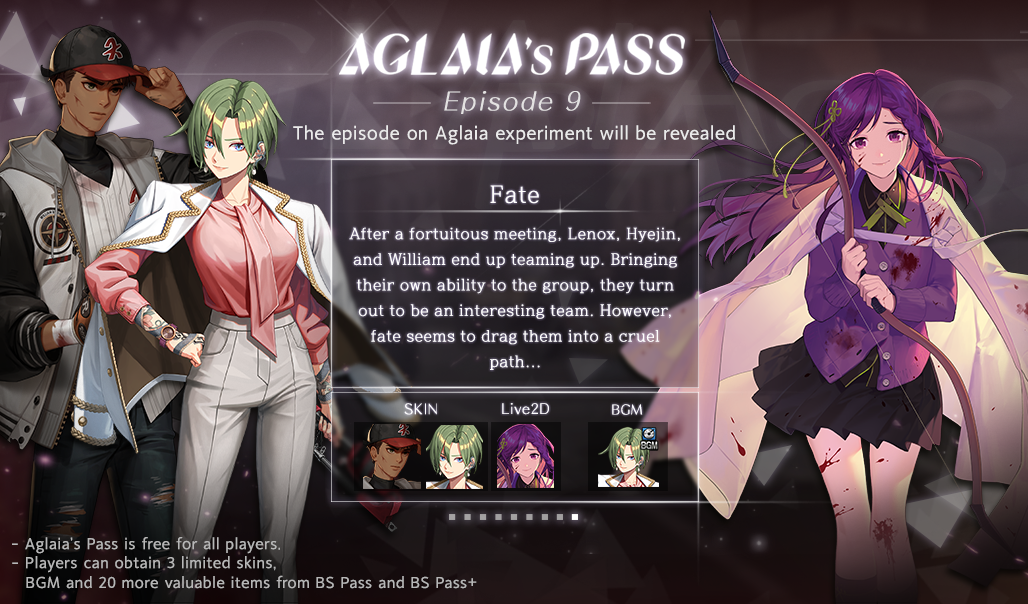 AGLAIA's PASS
Episode 9
The episode on Aglaia experiment will be revealed
Fate
After a fortuitous meeting, Lenox, Hyejin,
and William end up teaming up. Bringing
their own ability to the group, they turn
out to be an interesting team. However,
fate seems to drag them into a cruel
path...
SKIN Live2D BGM
BGM
- Aglaia's Pass is free for all players.
- Players can obtain 3 limited skins,
BGM and 20 more valuable items from BS Pass and BS Pass+